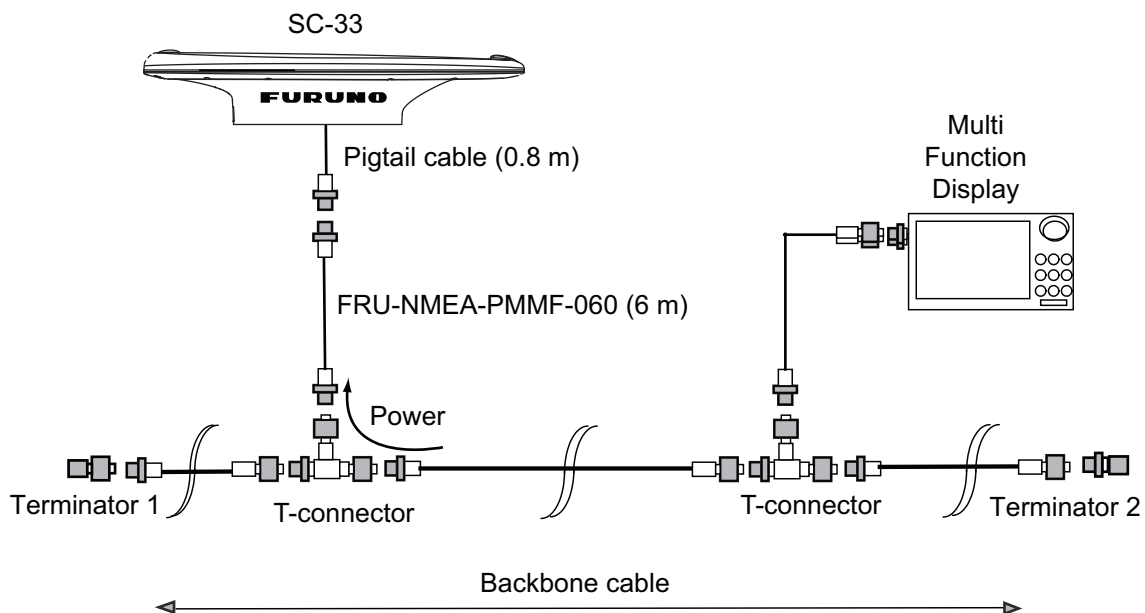 SC-33
FURUNO
Pigtail cable (0.8 m)
Multi
Function
Display
FRU-NMEA-PMMF-060 (6 m)
Power
Terminator 1
T-connector
T-connector
Terminator 2
Backbone cable